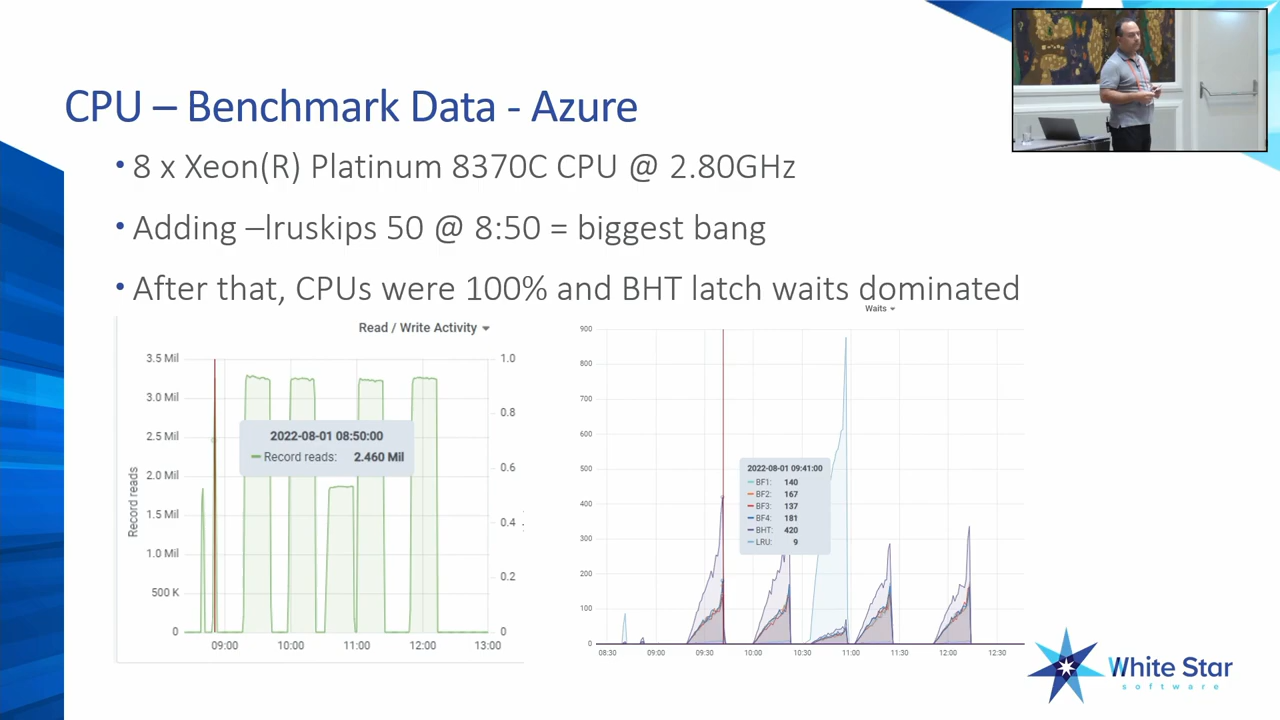 CPU – Benchmark Data - Azure
• 8 x Xeon(R) Platinum 8370C CPU @ 2.80GHz
• Adding –lruskips 50 @ 8:50 = biggest bang
• After that, CPUs were 100% and BHT latch waits dominated
Read / Write Activity
3.5 Mil
3.0 Mil
2.5 Mil
2.0 Mil
1.5 Mil
1.0 Mil
500 K
0
Record reads
1.0
0.8
0.6
0.4
0.2
0
2022-08-01 08:50:00
Record reads: 2.460 Mil
09:00 10:00 11:00 12:00 13:00
Waits
900
800
700
600
500
400
300
200
100
0
2022-08-01 09:41:00
BF1: 140
BF2: 167
BF3: 137
BF4: 181
BHT: 420
LRU: 9
08:30 09:00 09:30 10:00 10:30 11:00 11:30 12:00 12:30
White Star
software